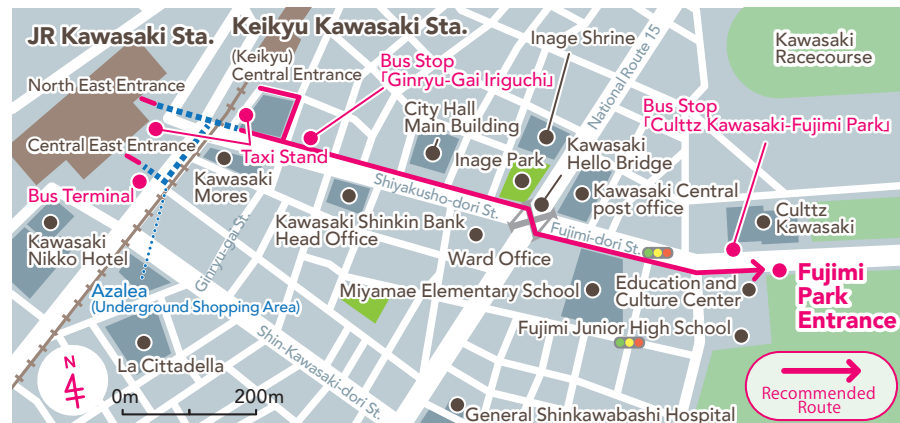 JR Kawasaki Sta.
Keikyu Kawasaki Sta.
(Keikyu)
Central Entrance
North East Entrance
Central East Entrance
Taxi Stand
Bus Terminal
Bus Stop
「Ginryu-Gai Iriguchi」
City Hall
Main Building
Inage Shrine
Inage Park
National Route 15
Kawasaki
Hello Bridge
Kawasaki
Racecourse
Bus Stop
「Culttz Kawasaki-Fujimi Park」
Kawasaki
Mores
Shiyakusho-dori St.
Kawasaki Central
post office
Culttz
Kawasaki
Kawasaki
Nikko Hotel
Ginryu-gai St.
Kawasaki Shinkin Bank
Head Office
Ward Office
Fujimi-dori St.
Azalea
(Underground Shopping Area)
Miyamae Elementary School
Education and
Culture Center
Fujimi
Park
Entrance
Fujimi Junior High School
La Cittadella
Shin-Kawasaki-dori St.
General Shinkawabashi Hospital
N
0m
200m
Recommended
Route